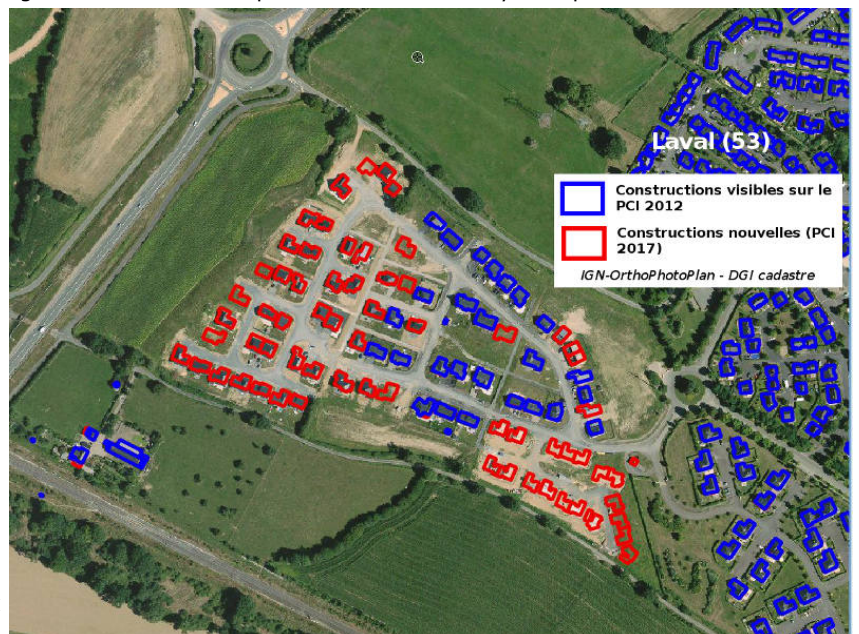 Laval (53)
Constructions visibles sur le
PCI 2012
Constructions nouvelles (PCI
2017)
IGN-OrthoPhotoPlan - DGI cadastre